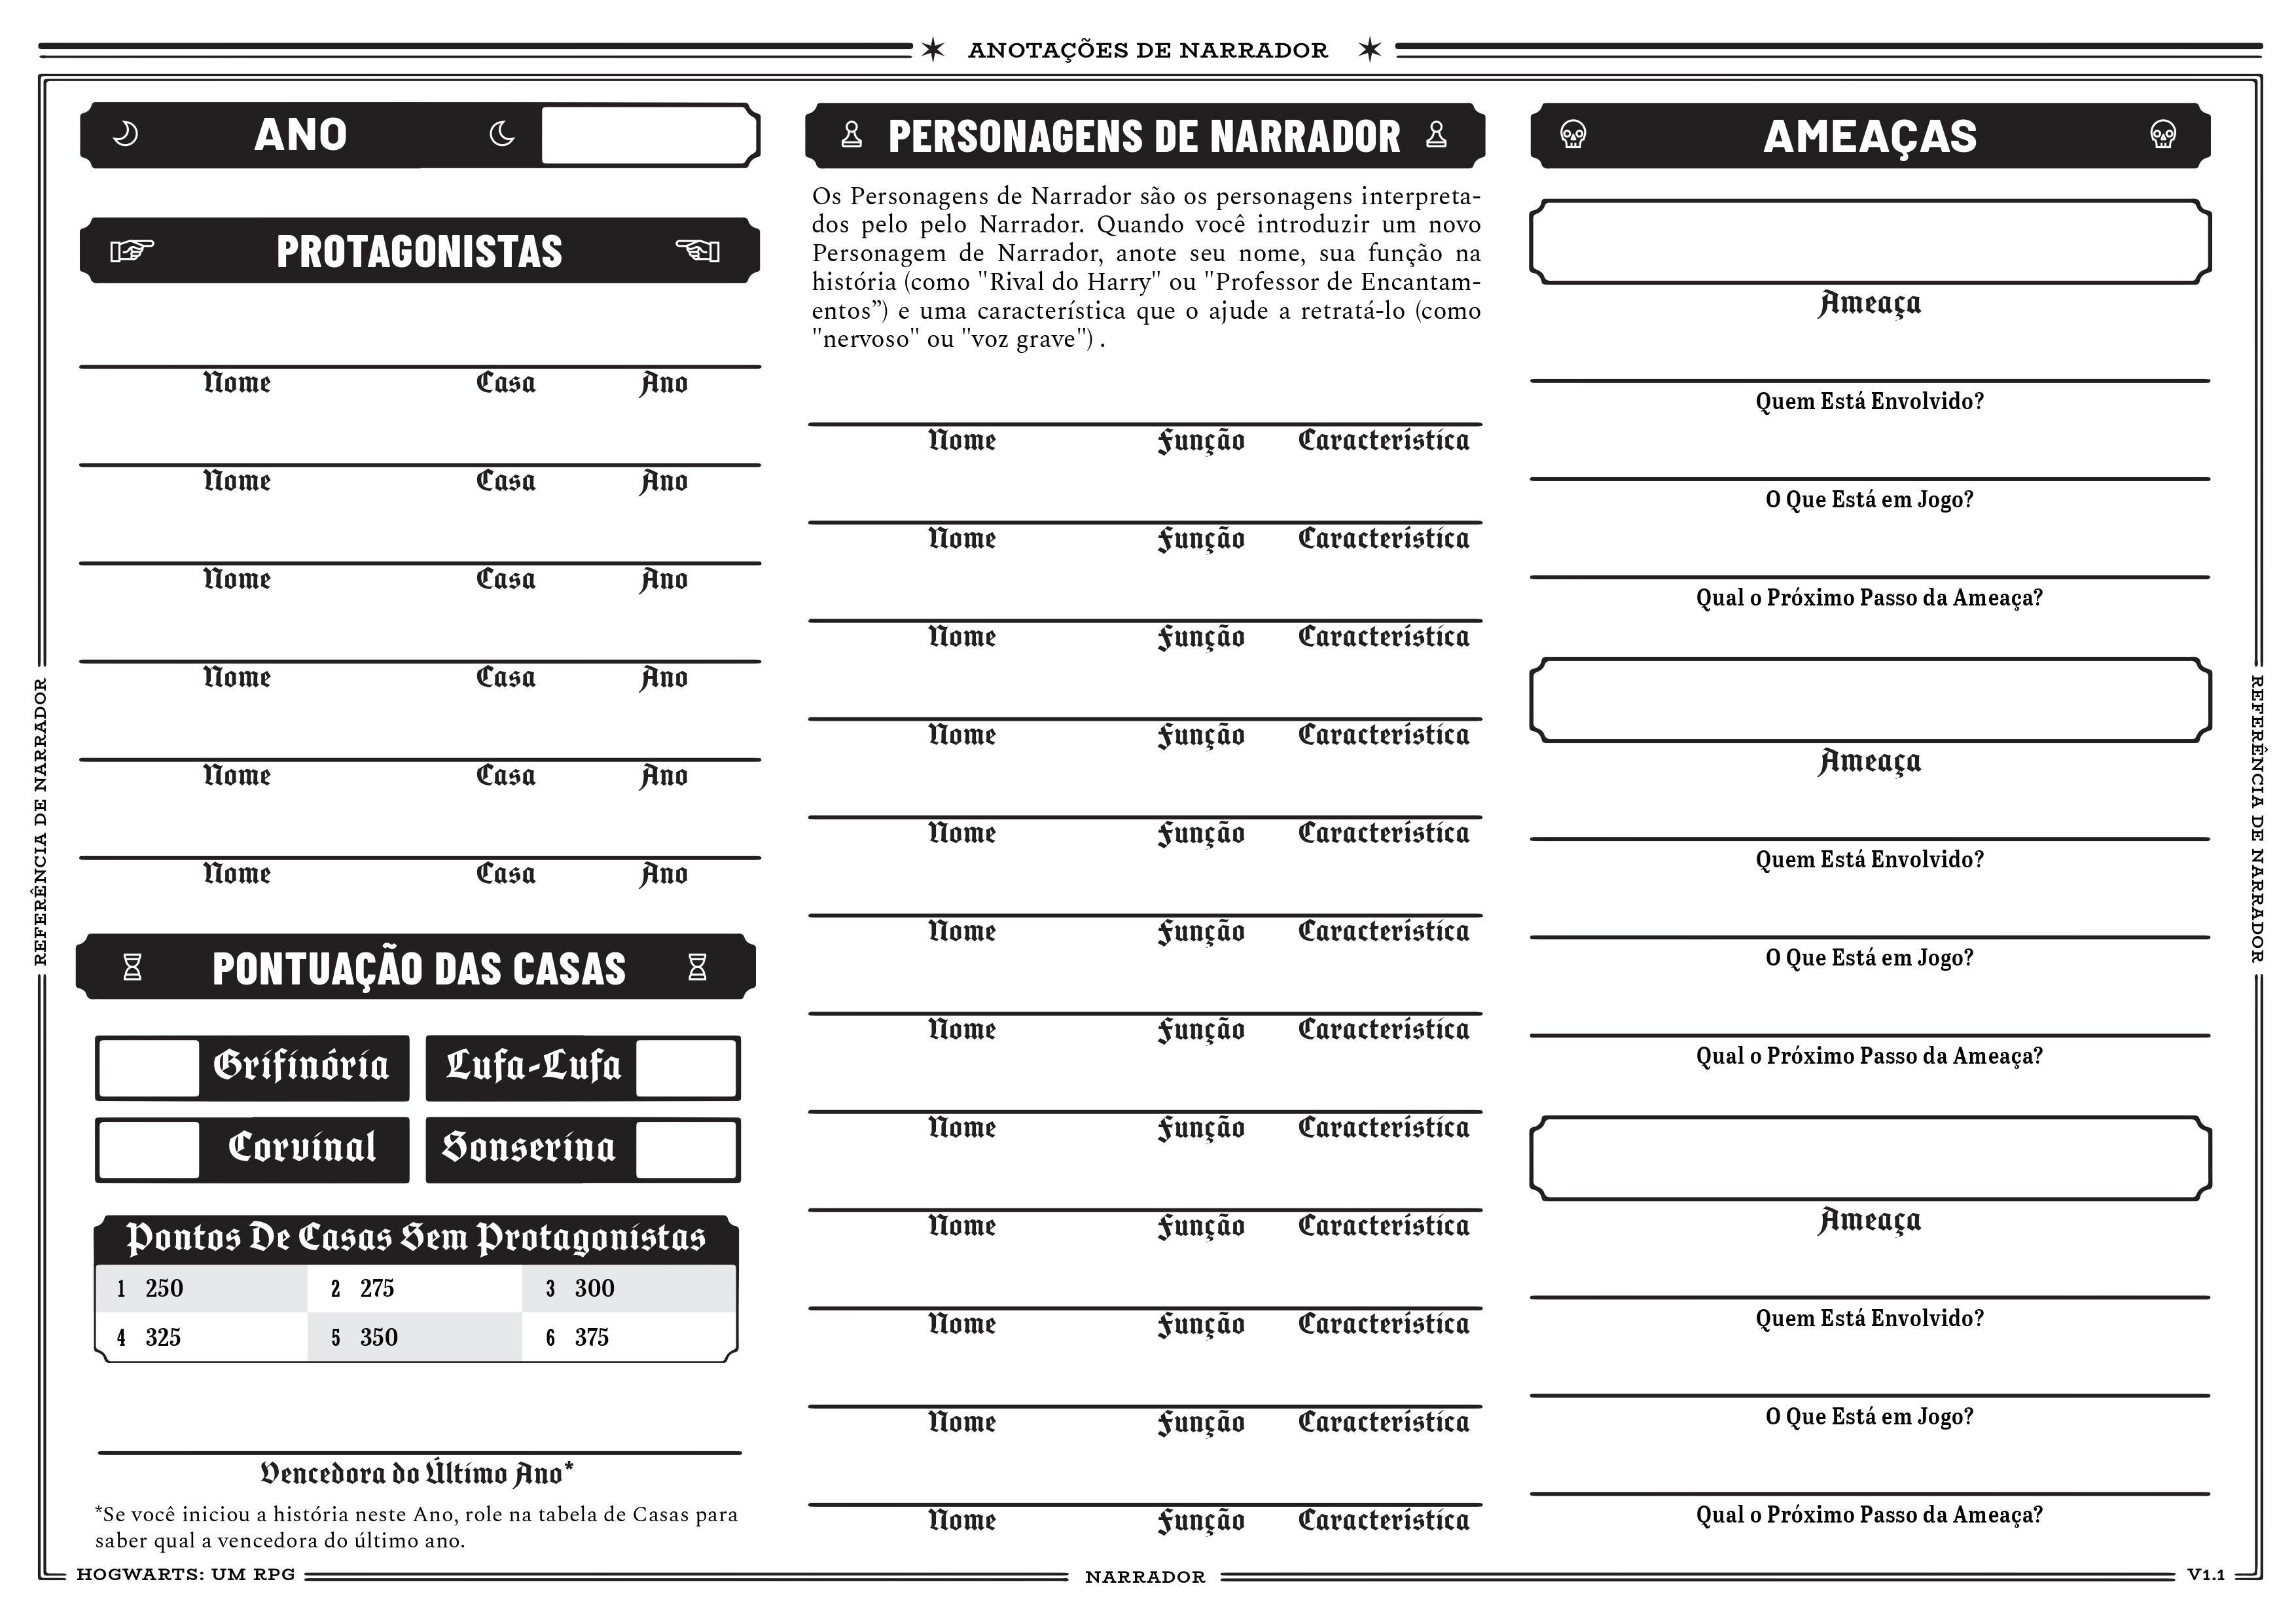 ANOTAÇÕES DE NARRADOR
ANO
PROTAGONISTAS
Nome Casa Ano
Nome Casa Ano
Nome Casa Ano
Nome Casa Ano
Nome Casa Ano
Nome Casa Ano
PONTUAÇÃO DAS CASAS
Grifinória Lufa-Lufa
Corvinal Sonserina
Pontos De Casas Sem Protagonistas
1 250 2 275 3 300
4 325 5 350 6 375
Vencedora do Último Ano*
*Se você iniciou a história neste Ano, role na tabela de Casas para
saber qual a vencedora do último ano.
PERSONAGENS DE NARRADOR
Os Personagens de Narrador são os personagens interpreta-
dos pelo pelo Narrador. Quando você introduzir um novo
Personagem de Narrador, anote seu nome, sua função na
história (como "Rival do Harry" ou "Professor de Encantam-
entos”) e uma característica que o ajude a retratá-lo (como
"nervoso" ou "voz grave") .
Nome Função Característica
Nome Função Característica
Nome Função Característica
Nome Função Característica
Nome Função Característica
Nome Função Característica
Nome Função Característica
Nome Função Característica
Nome Função Característica
Nome Função Característica
Nome Função Característica
Nome Função Característica
AMEAÇAS
Ameaça
Quem Está Envolvido?
O Que Está em Jogo?
Qual o Próximo Passo da Ameaça?
Ameaça
Quem Está Envolvido?
O Que Está em Jogo?
Qual o Próximo Passo da Ameaça?
Ameaça
Quem Está Envolvido?
O Que Está em Jogo?
Qual o Próximo Passo da Ameaça?
REFERÊNCIA DE NARRADOR
REFERÊNCIA DE NARRADOR
HOGWARTS: UM RPG
NARRADOR
V1.1